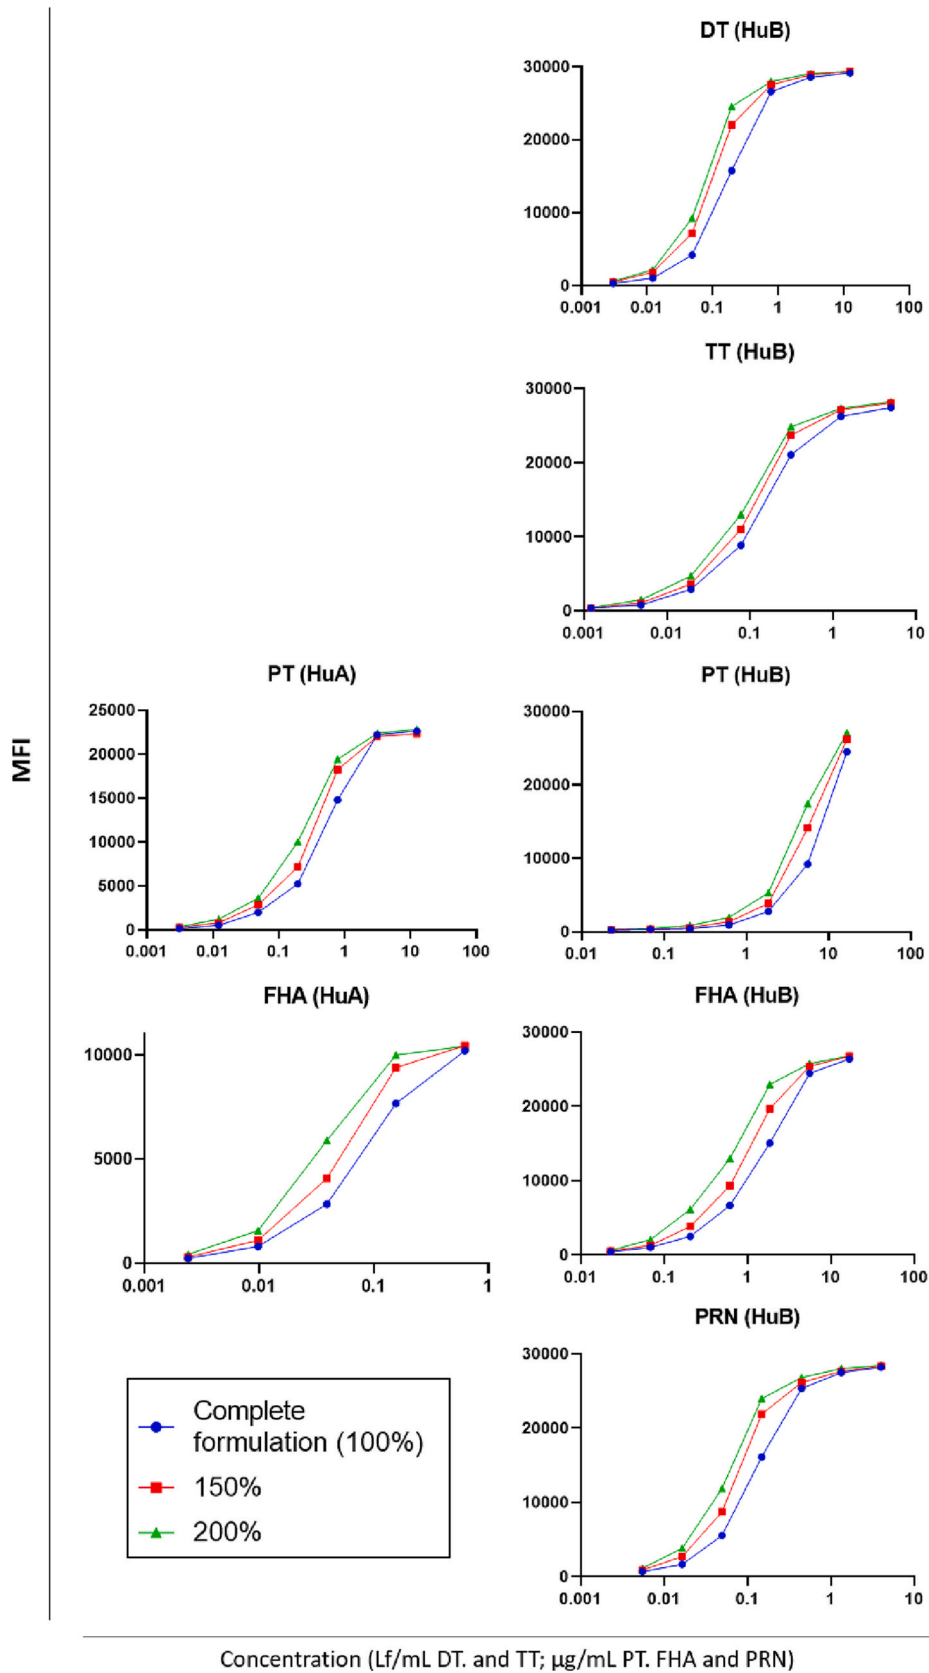 DT (HuB)
30000
20000
10000
0
0.001 0.01 0.1 1 10 100
TT (HuB)
30000
20000
10000
0
0.001 0.01 0.1 1 10
MFI
PT (HuA)
25000
20000
15000
10000
5000
0
0.001 0.01 0.1 1 10 100
PT (HuB)
30000
20000
10000
0
0.01 0.1 1 10 100
FHA (HuA)
10000
5000
0
0.001 0.01 0.1 1
FHA (HuB)
30000
20000
10000
0
0.01 0.1 1 10 100
PRN (HuB)
30000
20000
10000
0
0.001 0.01 0.1 1 10
Complete
formulation (100%)
150%
200%
Concentration (Lf/mL DT. and TT; µg/mL PT. FHA and PRN)